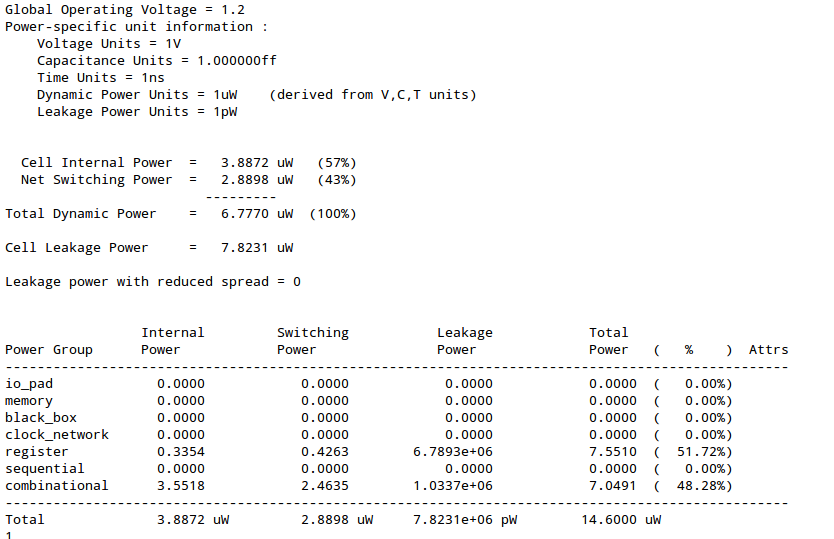 Global Operating Voltage = 1.2
Power-specific unit information :
    Voltage Units = 1V
    Capacitance Units = 1.000000ff
    Time Units = 1ns
    Dynamic Power Units = 1uW    (derived from V,C,T units)
    Leakage Power Units = 1pW
  Cell Internal Power  =   3.8872 uW   (57%)
  Net Switching Power  =   2.8898 uW   (43%)
                         ---------
Total Dynamic Power    =   6.7770 uW  (100%)
Cell Leakage Power     =   7.8231 uW
Leakage power with reduced spread = 0
                 Internal         Switching           Leakage            Total
Power Group      Power            Power               Power              Power   (   %    )  Attrs
--------------------------------------------------------------------------------------------------
io_pad             0.0000            0.0000            0.0000            0.0000  (   0.00%)
memory             0.0000            0.0000            0.0000            0.0000  (   0.00%)
black_box          0.0000            0.0000            0.0000            0.0000  (   0.00%)
clock_network      0.0000            0.0000            0.0000            0.0000  (   0.00%)
register           0.3354            0.4263        6.7893e+06            7.5510  (  51.72%)
sequential         0.0000            0.0000            0.0000            0.0000  (   0.00%)
combinational      3.5518            2.4635        1.0337e+06            7.0491  (  48.28%)
--------------------------------------------------------------------------------------------------
Total              3.8872 uW         2.8898 uW     7.8231e+06 pW        14.6000 uW
1